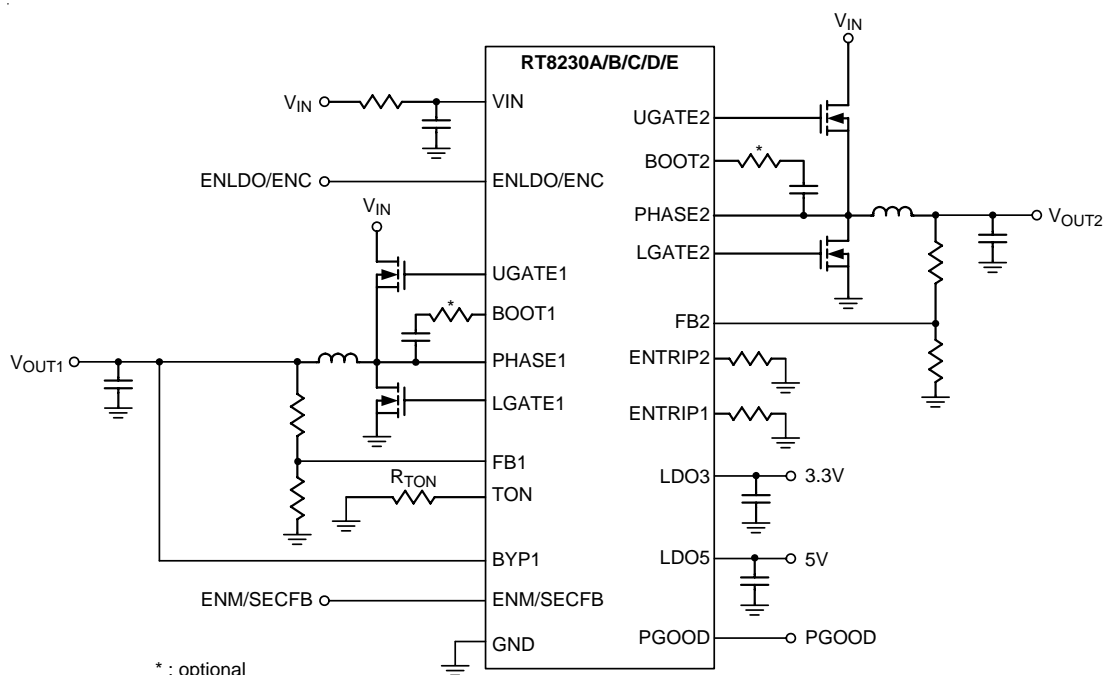 RT8230A/B/C/D/E
VIN
VIN
ENLDO/ENC
ENLDO/ENC
VIN
UGATE1
*
BOOT1
VOUT1
PHASE1
LGATE1
FB1
RTON
TON
BYP1
ENM/SECFB
ENM/SECFB
GND
* : optional
VIN
UGATE2
BOOT2
*
PHASE2
VOUT2
LGATE2
FB2
ENTRIP2
ENTRIP1
LDO3
3.3V
LDO5
5V
PGOOD
PGOOD